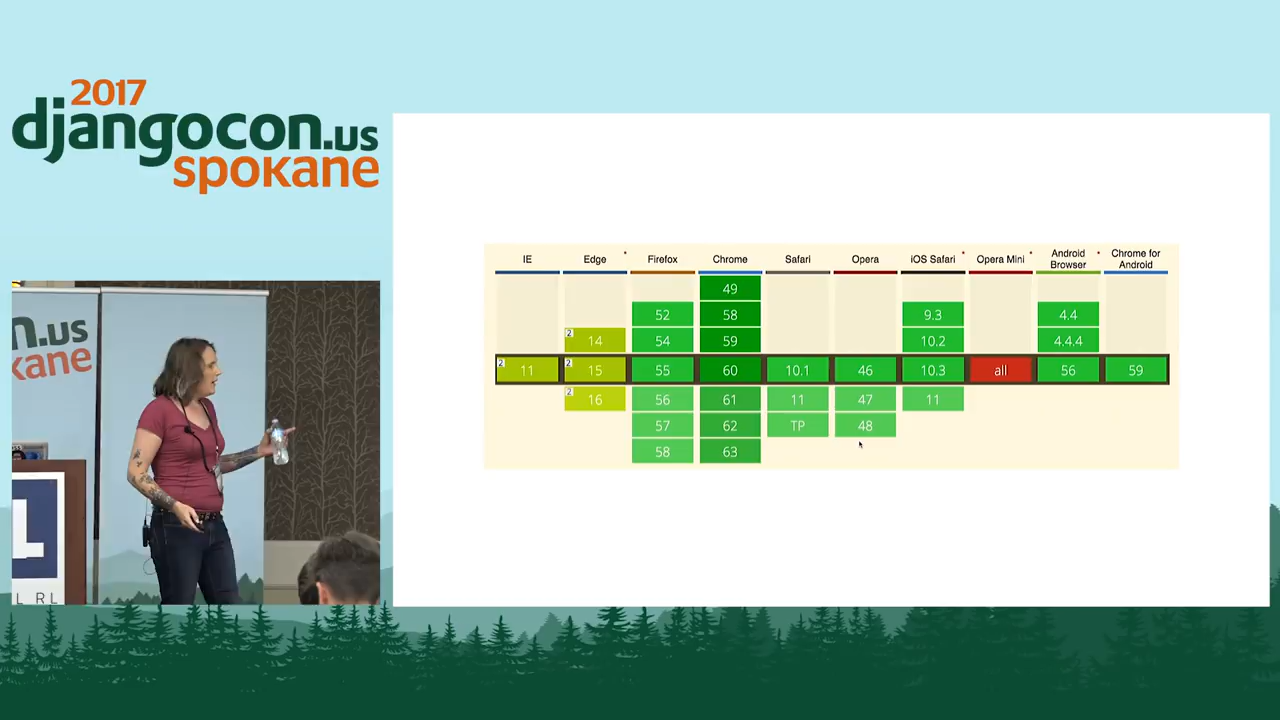 2017
djangocon.us
spokane
n.us
kane
L RL
IE Edge * Firefox Chrome Safari Opera iOS Safari * Opera Mini * Android Browser * Chrome for Android
49
52 58 9.3 4.4
2 14 54 59 10.2 4.4.4
2 11 2 15 55 60 10.1 46 10.3 all 56 59
2 16 56 61 11 47 11
57 62 TP 48
58 63